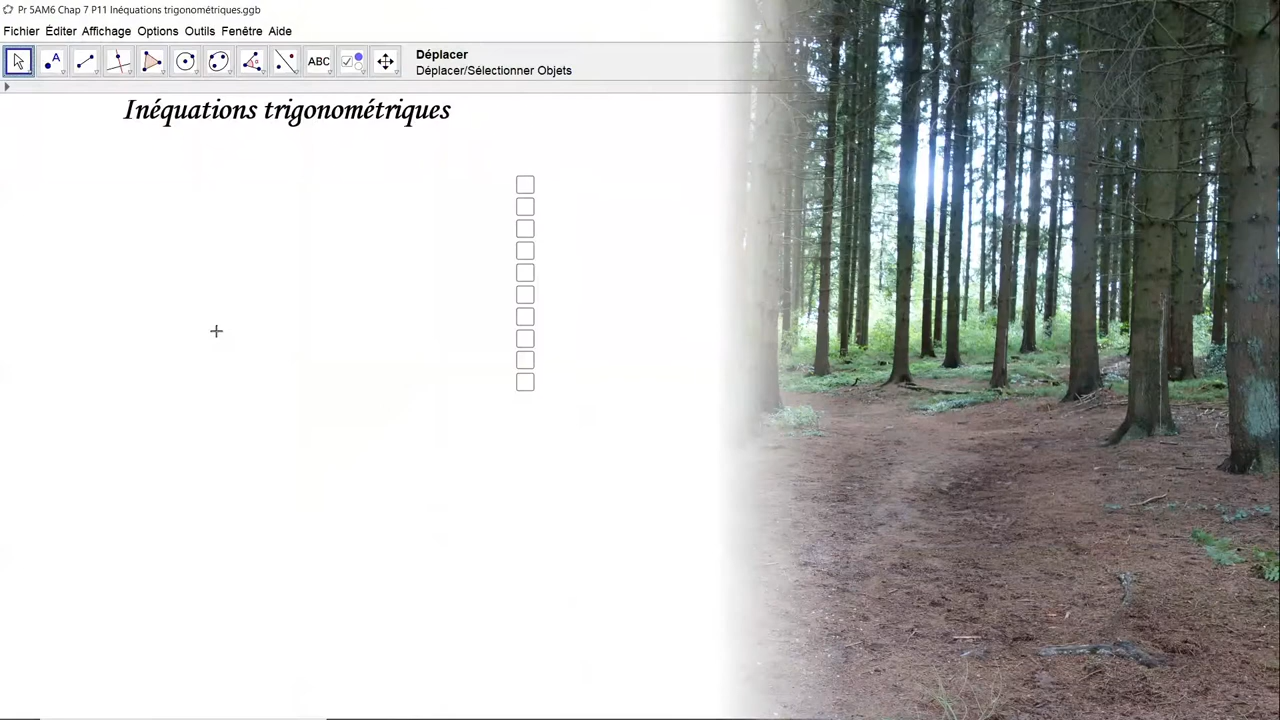 Pr 5AM6 Chap 7 P11 Inéquations trigonométriques.ggb
Fichier Éditer Affichage Options Outils Fenêtre Aide
A
ABC
Déplacer
Déplacer/Sélectionner Objets
Inéquations trigonométriques